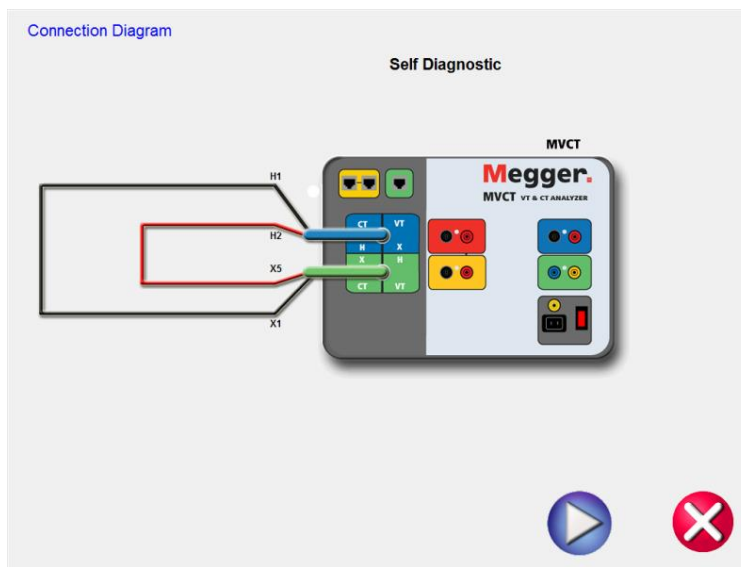 Connection Diagram
Self Diagnostic
MVCT
Megger.
MVCT VT & CT ANALYZER
H1
CT VT
H2
H X
X H
X5
CT VT
X1